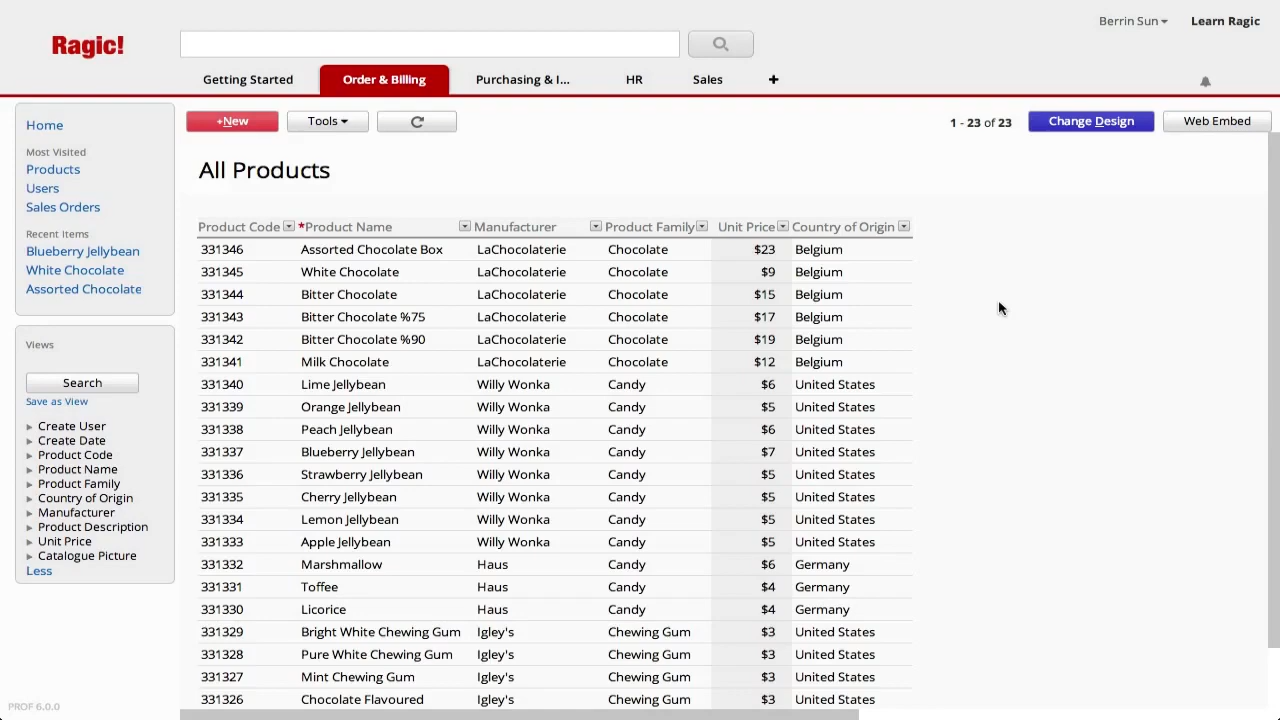 Berrin Sun Learn Ragic
Ragic!
Getting Started Order & Billing Purchasing & I... HR Sales +
Home
Most Visited
Products
Users
Sales Orders
Recent Items
Blueberry Jellybean
White Chocolate
Assorted Chocolate
Views
Search
Save as View
Create User
Create Date
Product Code
Product Name
Product Family
Country of Origin
Manufacturer
Product Description
Unit Price
Catalogue Picture
Less
PROF 6.0.0
+New Tools 1 - 23 of 23 Change Design Web Embed
All Products
Product Code *Product Name Manufacturer Product Family Unit Price Country of Origin
331346 Assorted Chocolate Box LaChocolaterie Chocolate $23 Belgium
331345 White Chocolate LaChocolaterie Chocolate $9 Belgium
331344 Bitter Chocolate LaChocolaterie Chocolate $15 Belgium
331343 Bitter Chocolate %75 LaChocolaterie Chocolate $17 Belgium
331342 Bitter Chocolate %90 LaChocolaterie Chocolate $19 Belgium
331341 Milk Chocolate LaChocolaterie Chocolate $12 Belgium
331340 Lime Jellybean Willy Wonka Candy $6 United States
331339 Orange Jellybean Willy Wonka Candy $5 United States
331338 Peach Jellybean Willy Wonka Candy $6 United States
331337 Blueberry Jellybean Willy Wonka Candy $7 United States
331336 Strawberry Jellybean Willy Wonka Candy $5 United States
331335 Cherry Jellybean Willy Wonka Candy $5 United States
331334 Lemon Jellybean Willy Wonka Candy $5 United States
331333 Apple Jellybean Willy Wonka Candy $5 United States
331332 Marshmallow Haus Candy $6 Germany
331331 Toffee Haus Candy $4 Germany
331330 Licorice Haus Candy $4 Germany
331329 Bright White Chewing Gum Igley's Chewing Gum $3 United States
331328 Pure White Chewing Gum Igley's Chewing Gum $3 United States
331327 Mint Chewing Gum Igley's Chewing Gum $3 United States
331326 Chocolate Flavoured Igley's Chewing Gum $3 United States